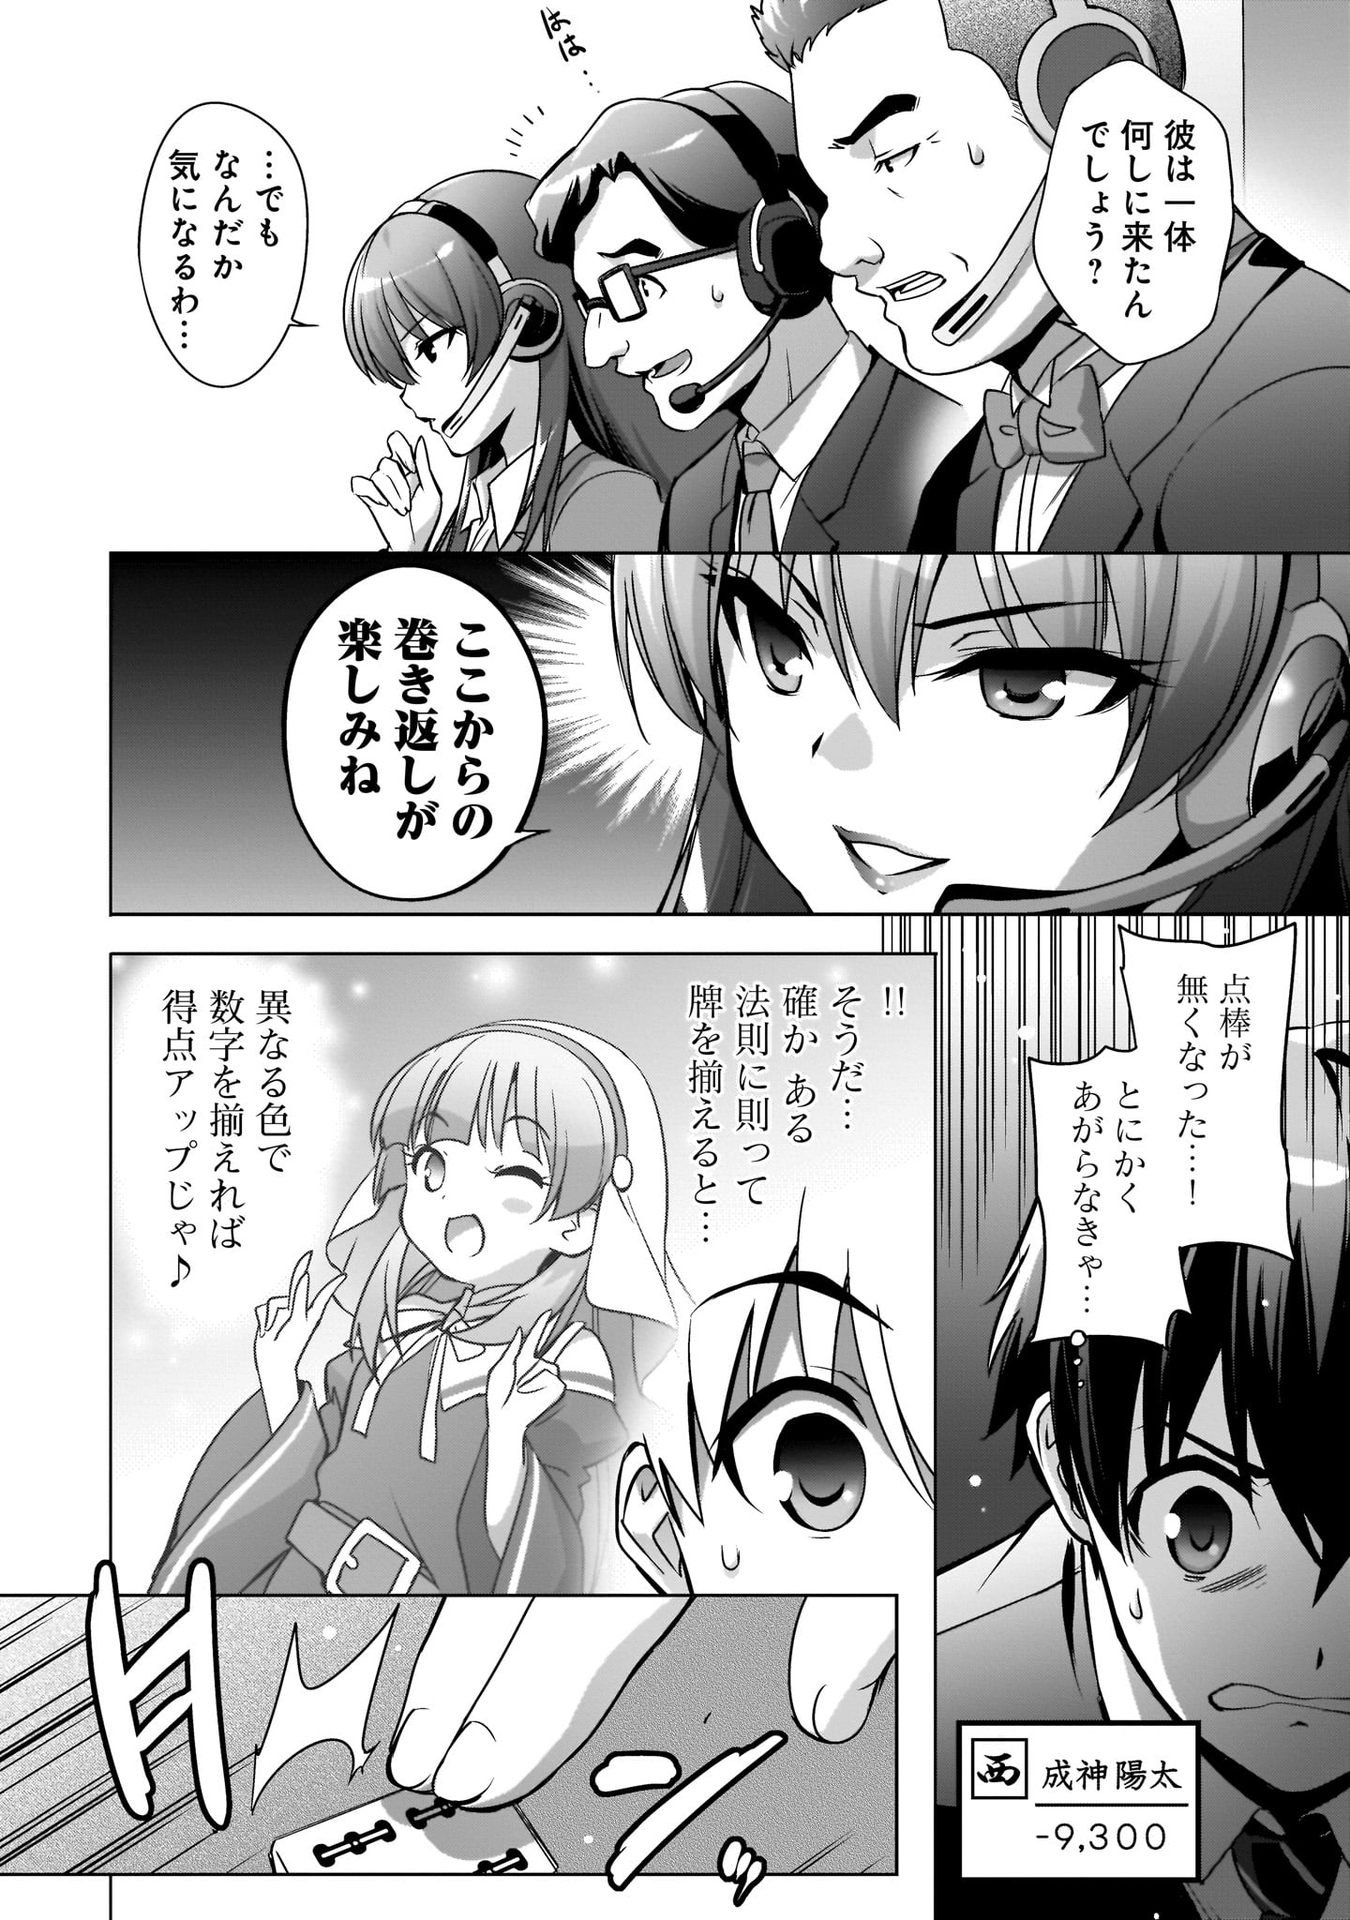 彼は一体
何しに来たん
でしょう？
はは…
…でも
なんだか
気になるわ…
ここからの
巻き返しが
楽しみね
点棒が
無くなった…！
とにかく
あがらなきゃ…
西
成神陽太
-9,300
!!
そうだ…
確か ある
法則に則って
牌を揃えると…
異なる色で
数字を揃えれば
得点アップじゃ♪